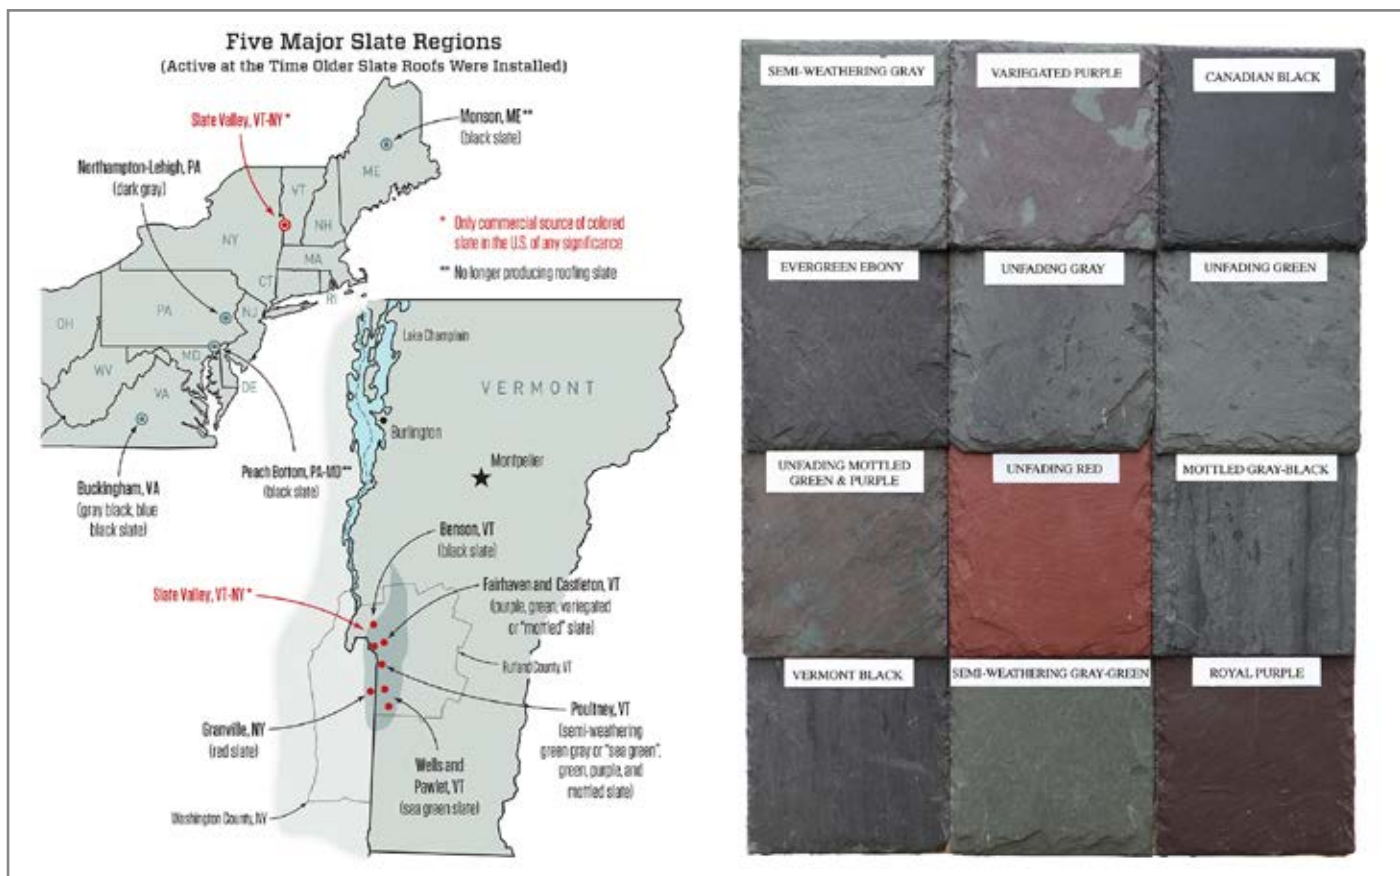 Five Major Slate Regions
(Active at the Time Older Slate Roofs Were Installed)
Slate Valley, VT-NY *
Monson, ME **
(black slate)
Northampton-Lehigh, PA
(dark gray)
ME
VT
NH
NY
MA
CT
RI
PA
NJ
OH
MD
WV
DE
VA
* Only commercial source of colored
slate in the U.S. of any significance
** No longer producing roofing slate
Peach Bottom, PA-MD**
(black slate)
Buckingham, VA
(gray black, blue
black slate)
Lake Champlain
VERMONT
Burlington
Montpelier
Benson, VT
(black slate)
Slate Valley, VT-NY *
Fairhaven and Castleton, VT
(purple, green, variegated
or “mottled” slate)
Rutland County, VT
Granville, NY
(red slate)
Poultney, VT
(semi-weathering
green gray or “sea green”,
green, purple, and
mottled slate)
Wells and
Pawlet, VT
(sea green slate)
Washington County, NY
SEMI-WEATHERING GRAY
VARIEGATED PURPLE
CANADIAN BLACK
EVERGREEN EBONY
UNFADING GRAY
UNFADING GREEN
UNFADING MOTTLED
GREEN & PURPLE
UNFADING RED
MOTTLED GRAY-BLACK
VERMONT BLACK
SEMI-WEATHERING GRAY-GREEN
ROYAL PURPLE